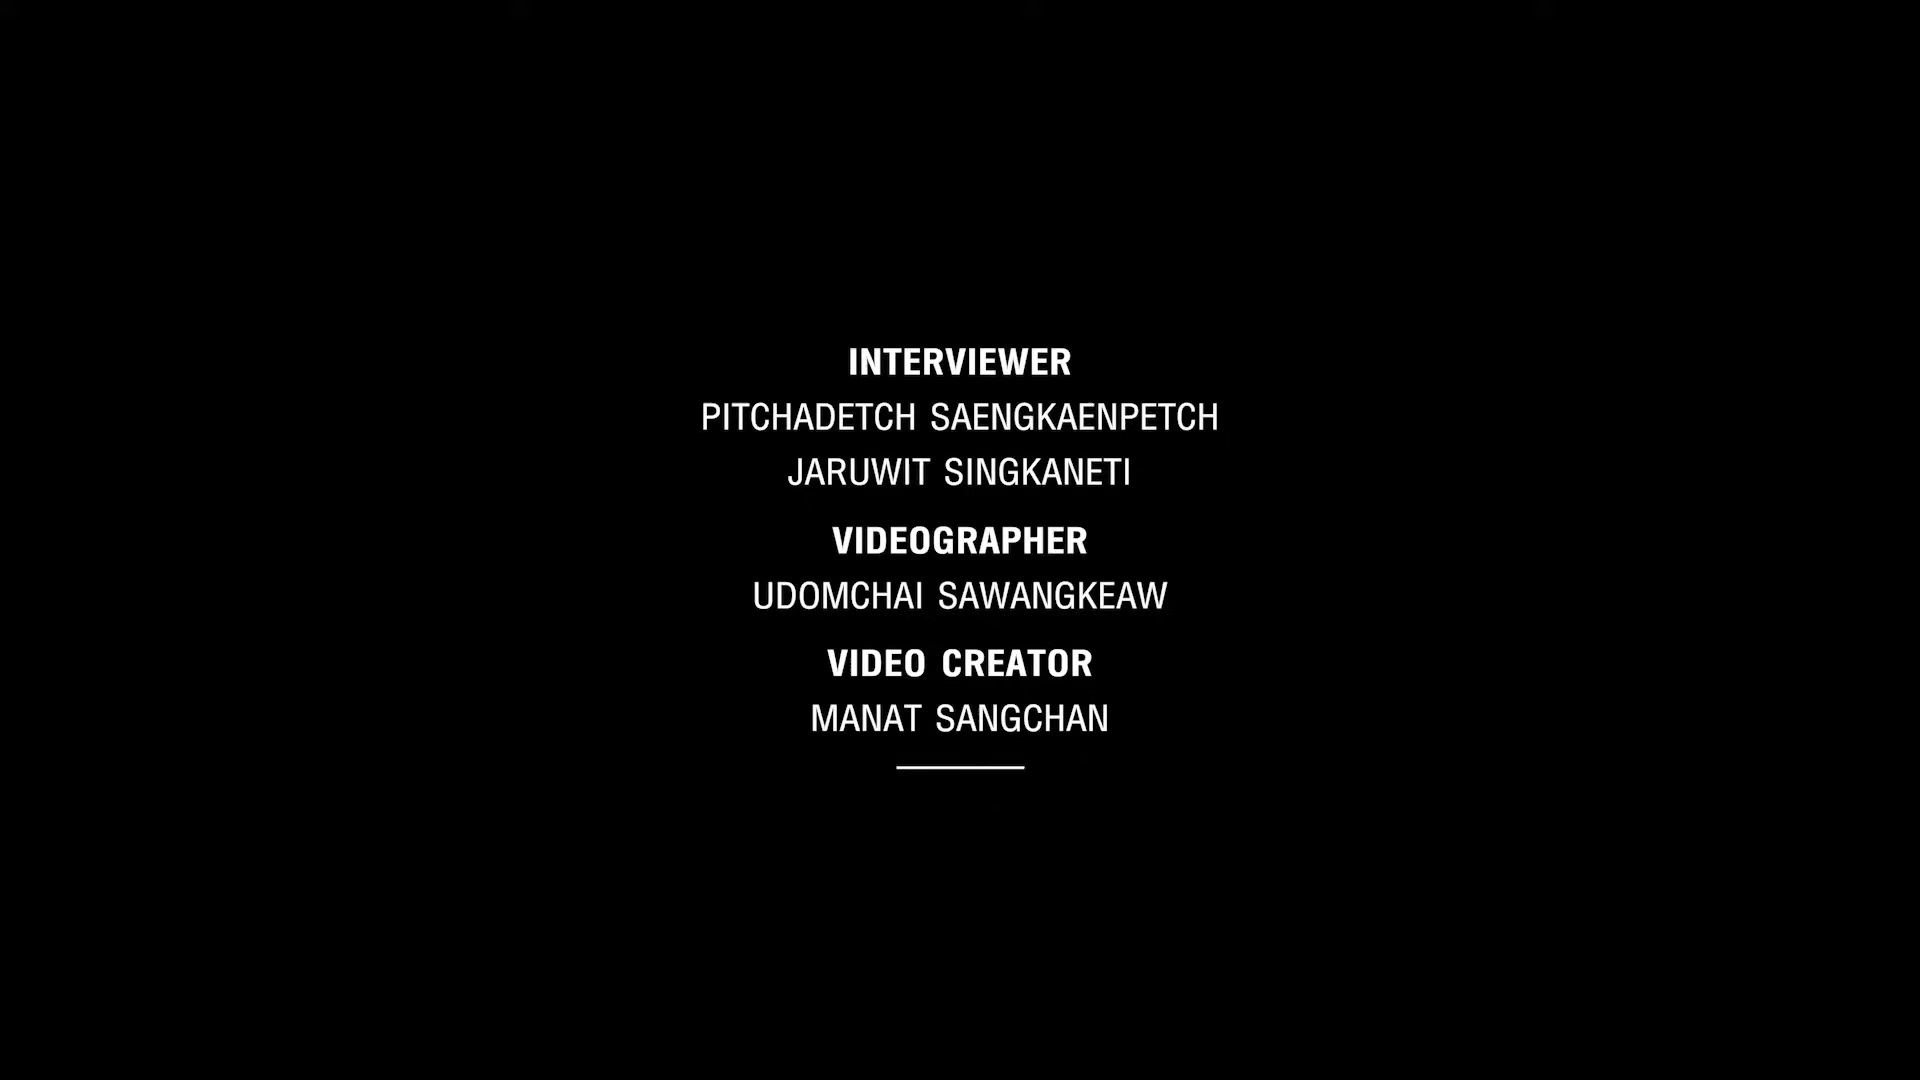 INTERVIEWER
PITCHADETCH SAENGKAENPETCH
JARUWIT SINGKANETI
VIDEOGRAPHER
UDOMCHAI SAWANGKEAW
VIDEO CREATOR
MANAT SANGCHAN